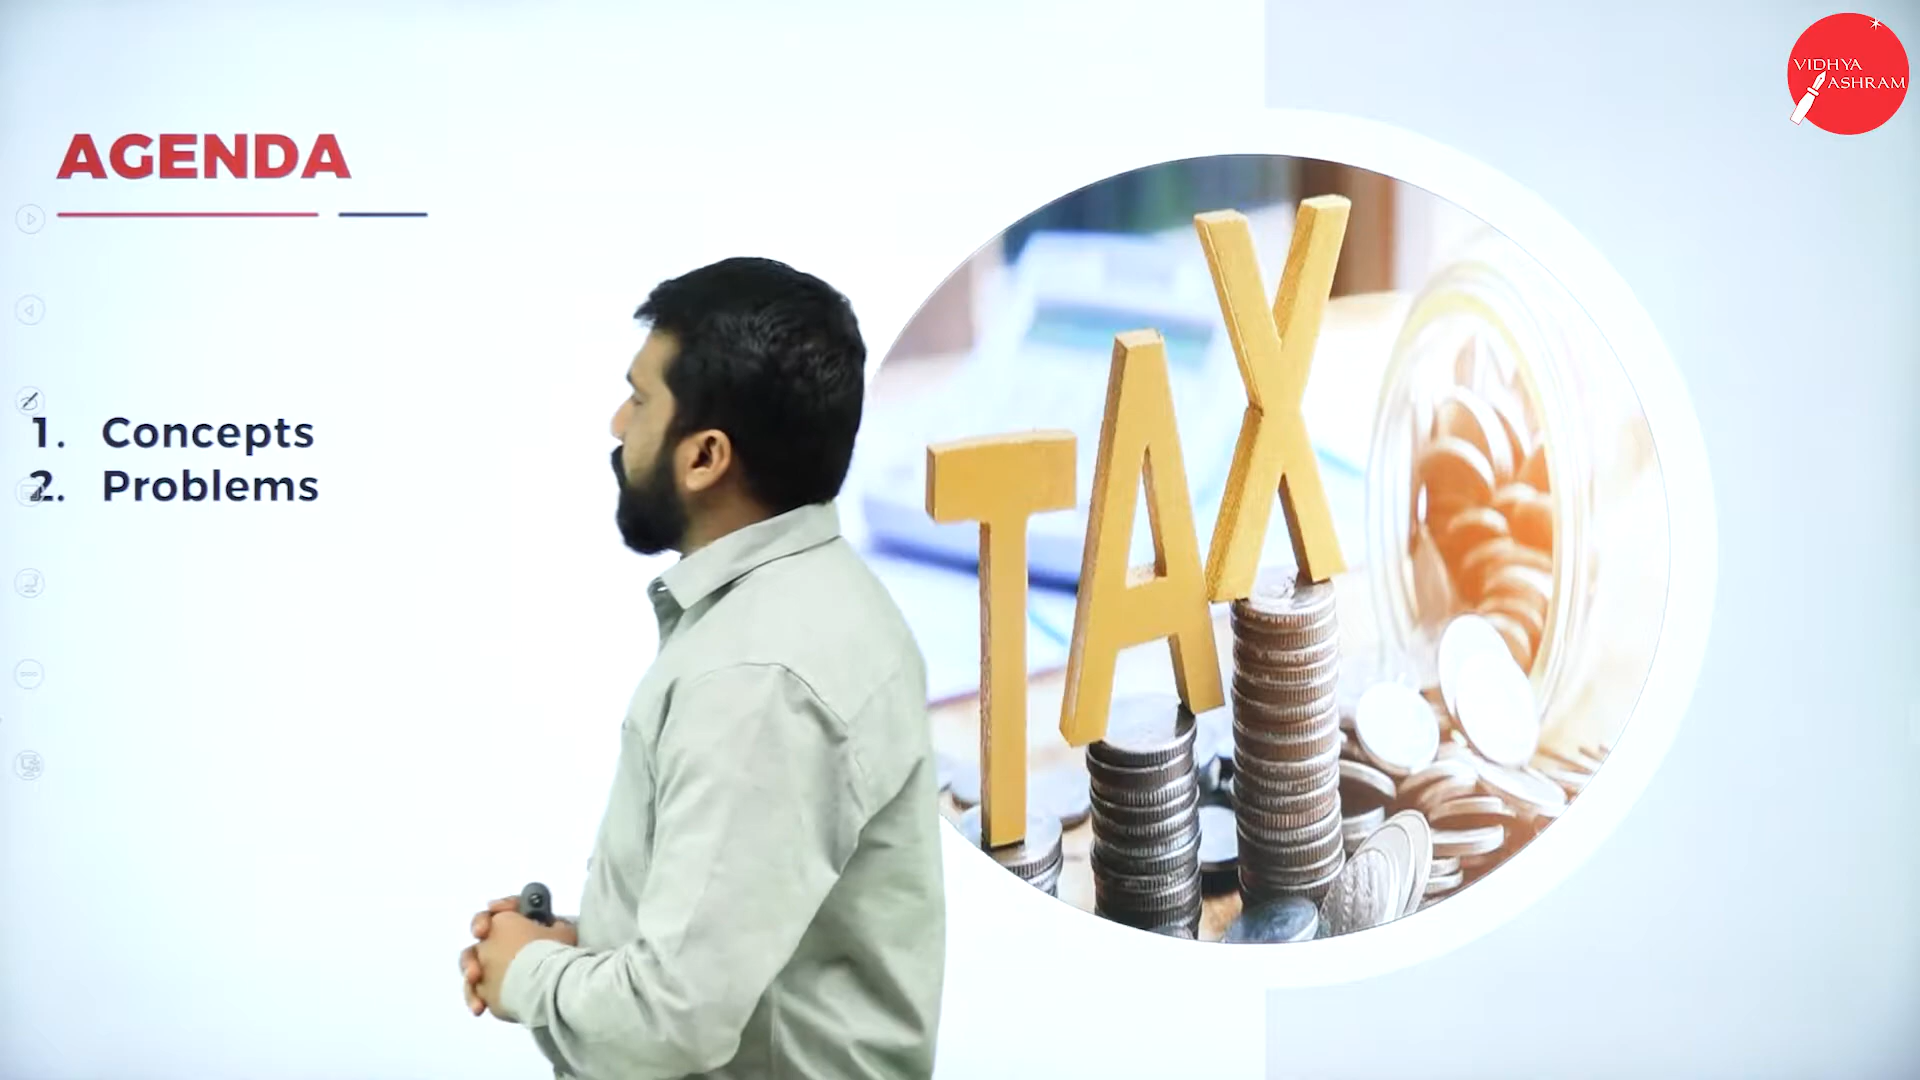 AGENDA
1. Concepts
2. Problems
TAX
VIDHYA
ASHRAM